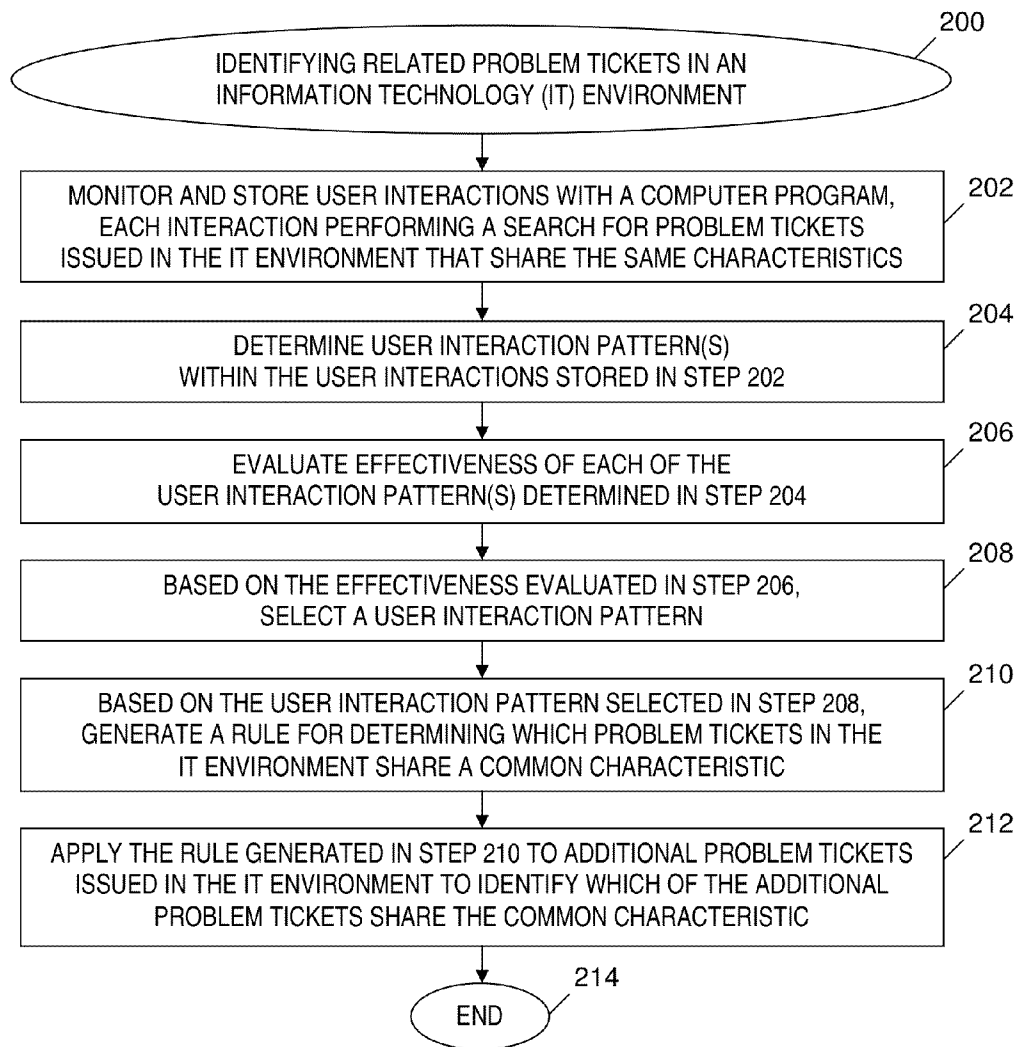 200
IDENTIFYING RELATED PROBLEM TICKETS IN AN
INFORMATION TECHNOLOGY (IT) ENVIRONMENT
202
MONITOR AND STORE USER INTERACTIONS WITH A COMPUTER PROGRAM,
EACH INTERACTION PERFORMING A SEARCH FOR PROBLEM TICKETS
ISSUED IN THE IT ENVIRONMENT THAT SHARE THE SAME CHARACTERISTICS
204
DETERMINE USER INTERACTION PATTERN(S)
WITHIN THE USER INTERACTIONS STORED IN STEP 202
206
EVALUATE EFFECTIVENESS OF EACH OF THE
USER INTERACTION PATTERN(S) DETERMINED IN STEP 204
208
BASED ON THE EFFECTIVENESS EVALUATED IN STEP 206,
SELECT A USER INTERACTION PATTERN
210
BASED ON THE USER INTERACTION PATTERN SELECTED IN STEP 208,
GENERATE A RULE FOR DETERMINING WHICH PROBLEM TICKETS IN THE
IT ENVIRONMENT SHARE A COMMON CHARACTERISTIC
212
APPLY THE RULE GENERATED IN STEP 210 TO ADDITIONAL PROBLEM TICKETS
ISSUED IN THE IT ENVIRONMENT TO IDENTIFY WHICH OF THE ADDITIONAL
PROBLEM TICKETS SHARE THE COMMON CHARACTERISTIC
214
END